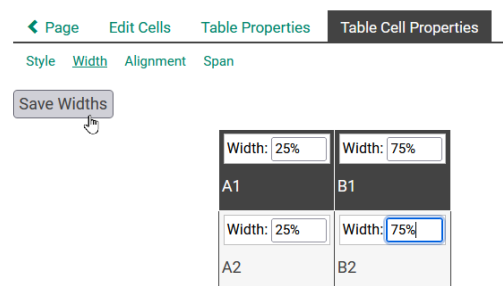 Page Edit Cells Table Properties Table Cell Properties
Style Width Alignment Span
Save Widths
Width: 25% Width: 75%
A1 B1
Width: 25% Width: 75%
A2 B2